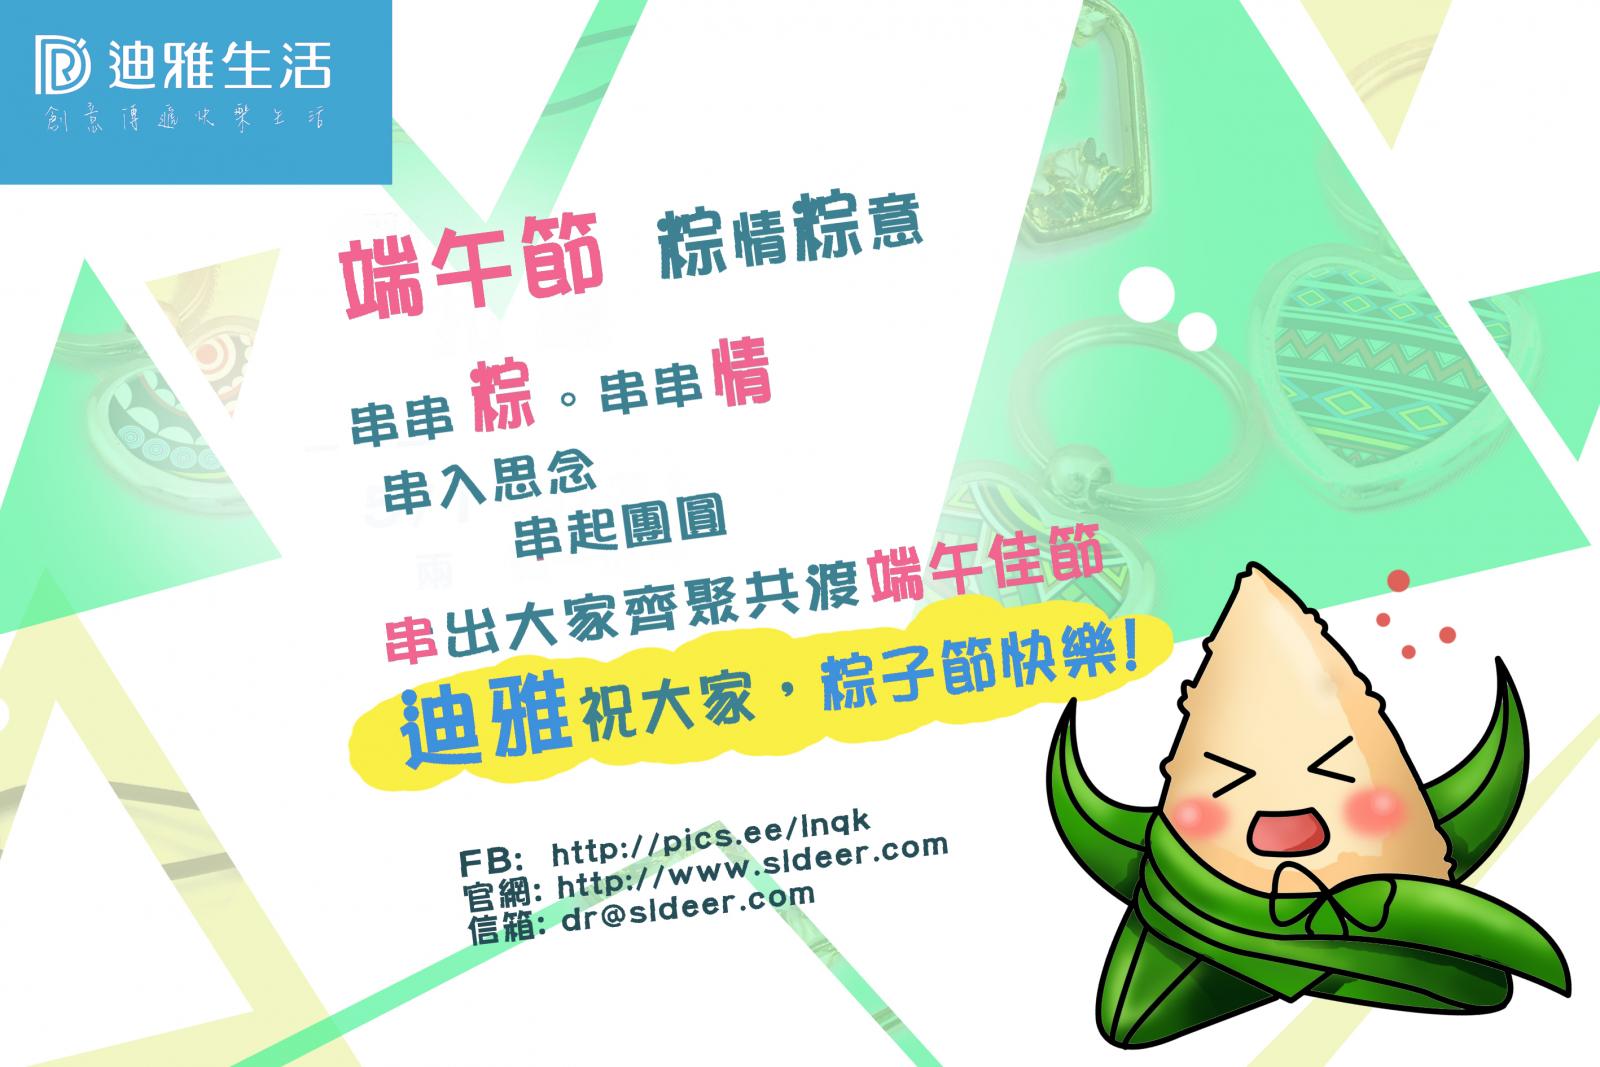 迪雅生活
創意傳遞快樂生活
端午節 粽情粽意
串串粽。串串情
串入思念
串起團圓
串出大家齊聚共渡端午佳節
迪雅祝大家，粽子節快樂!
FB: http://pics.ee/lnqk
官網: http://www.sldeer.com
信箱: dr@sldeer.com